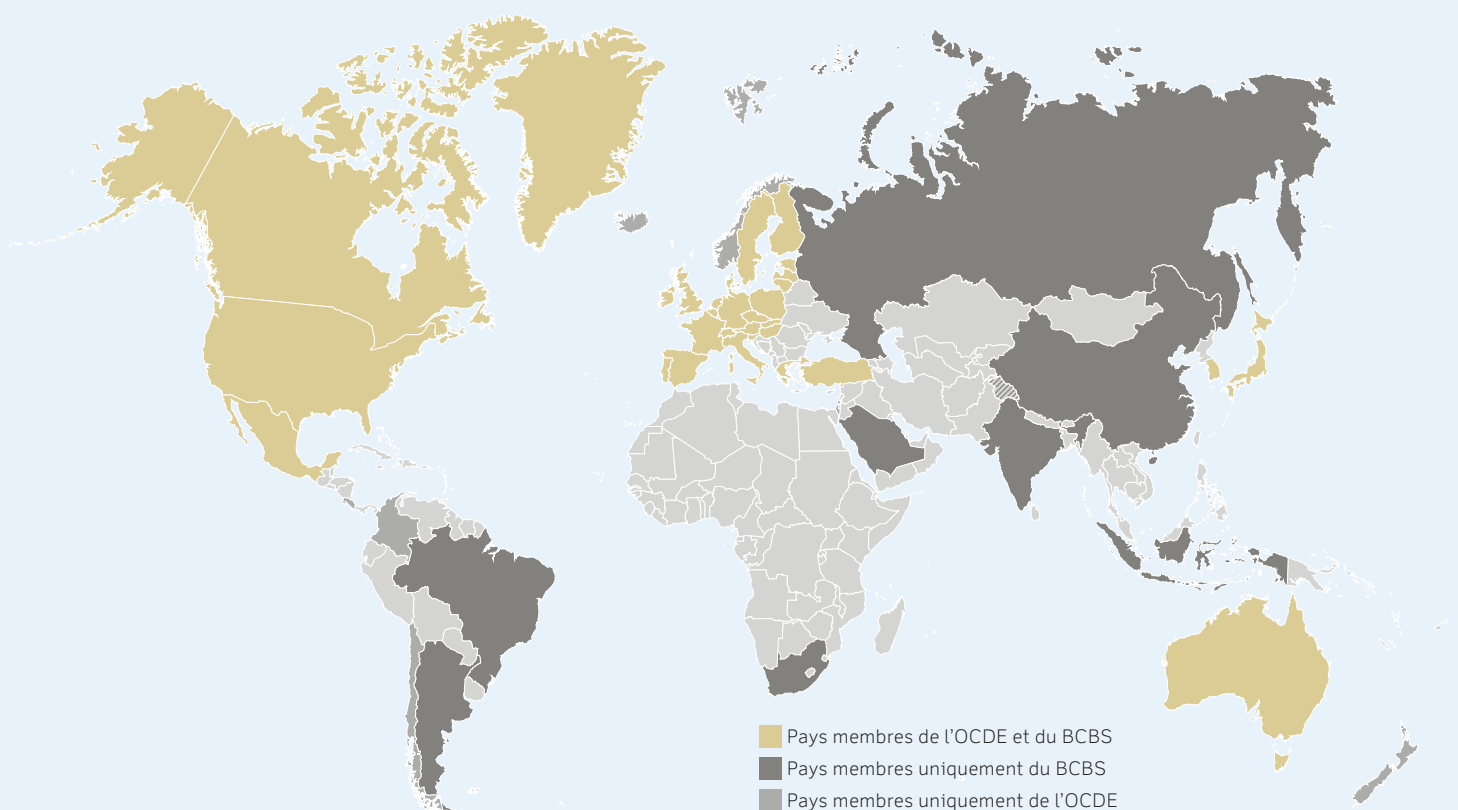 Pays membres de l’OCDE et du BCBS
Pays membres uniquement du BCBS
Pays membres uniquement de l’OCDE